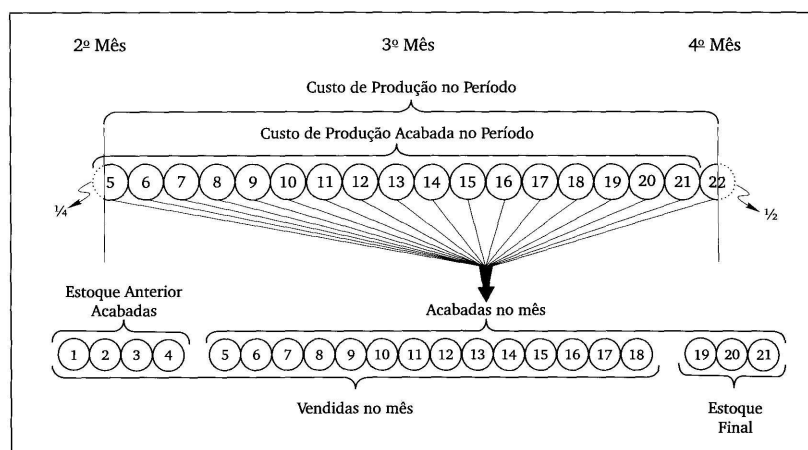 2º Mês 3º Mês 4º Mês
Custo de Produção no Período
Custo de Produção Acabada no Período
5 6 7 8 9 10 11 12 13 14 15 16 17 18 19 20 21 22
¼ ½
Estoque Anterior
Acabadas
Acabadas no mês
1 2 3 4 5 6 7 8 9 10 11 12 13 14 15 16 17 18 19 20 21
Vendidas no mês
Estoque
Final